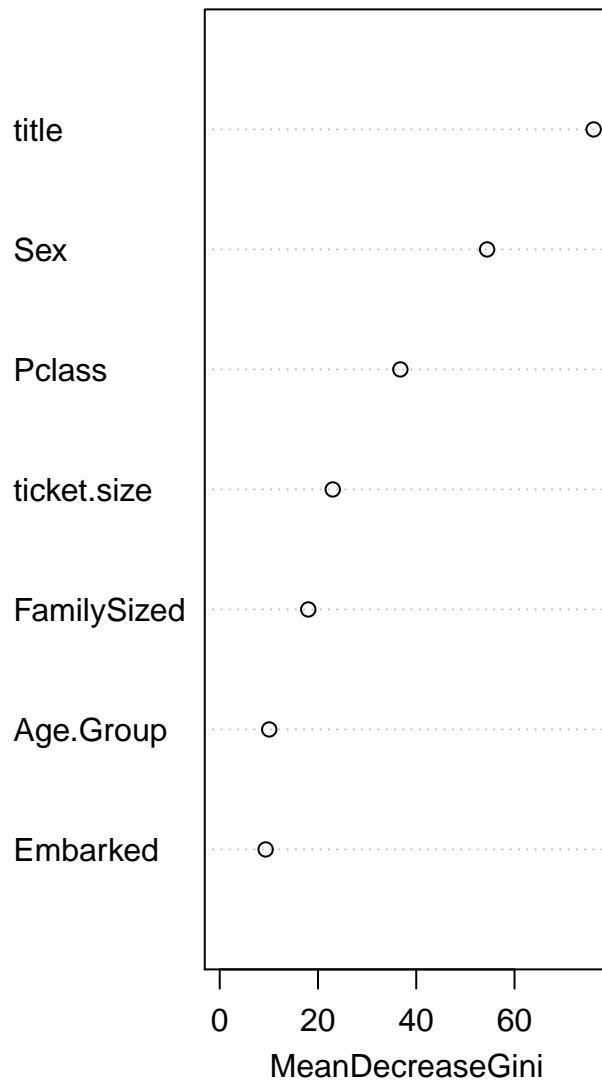 title
Sex
Pclass
ticket.size
FamilySized
Age.Group
Embarked
0 20 40 60
MeanDecreaseGini